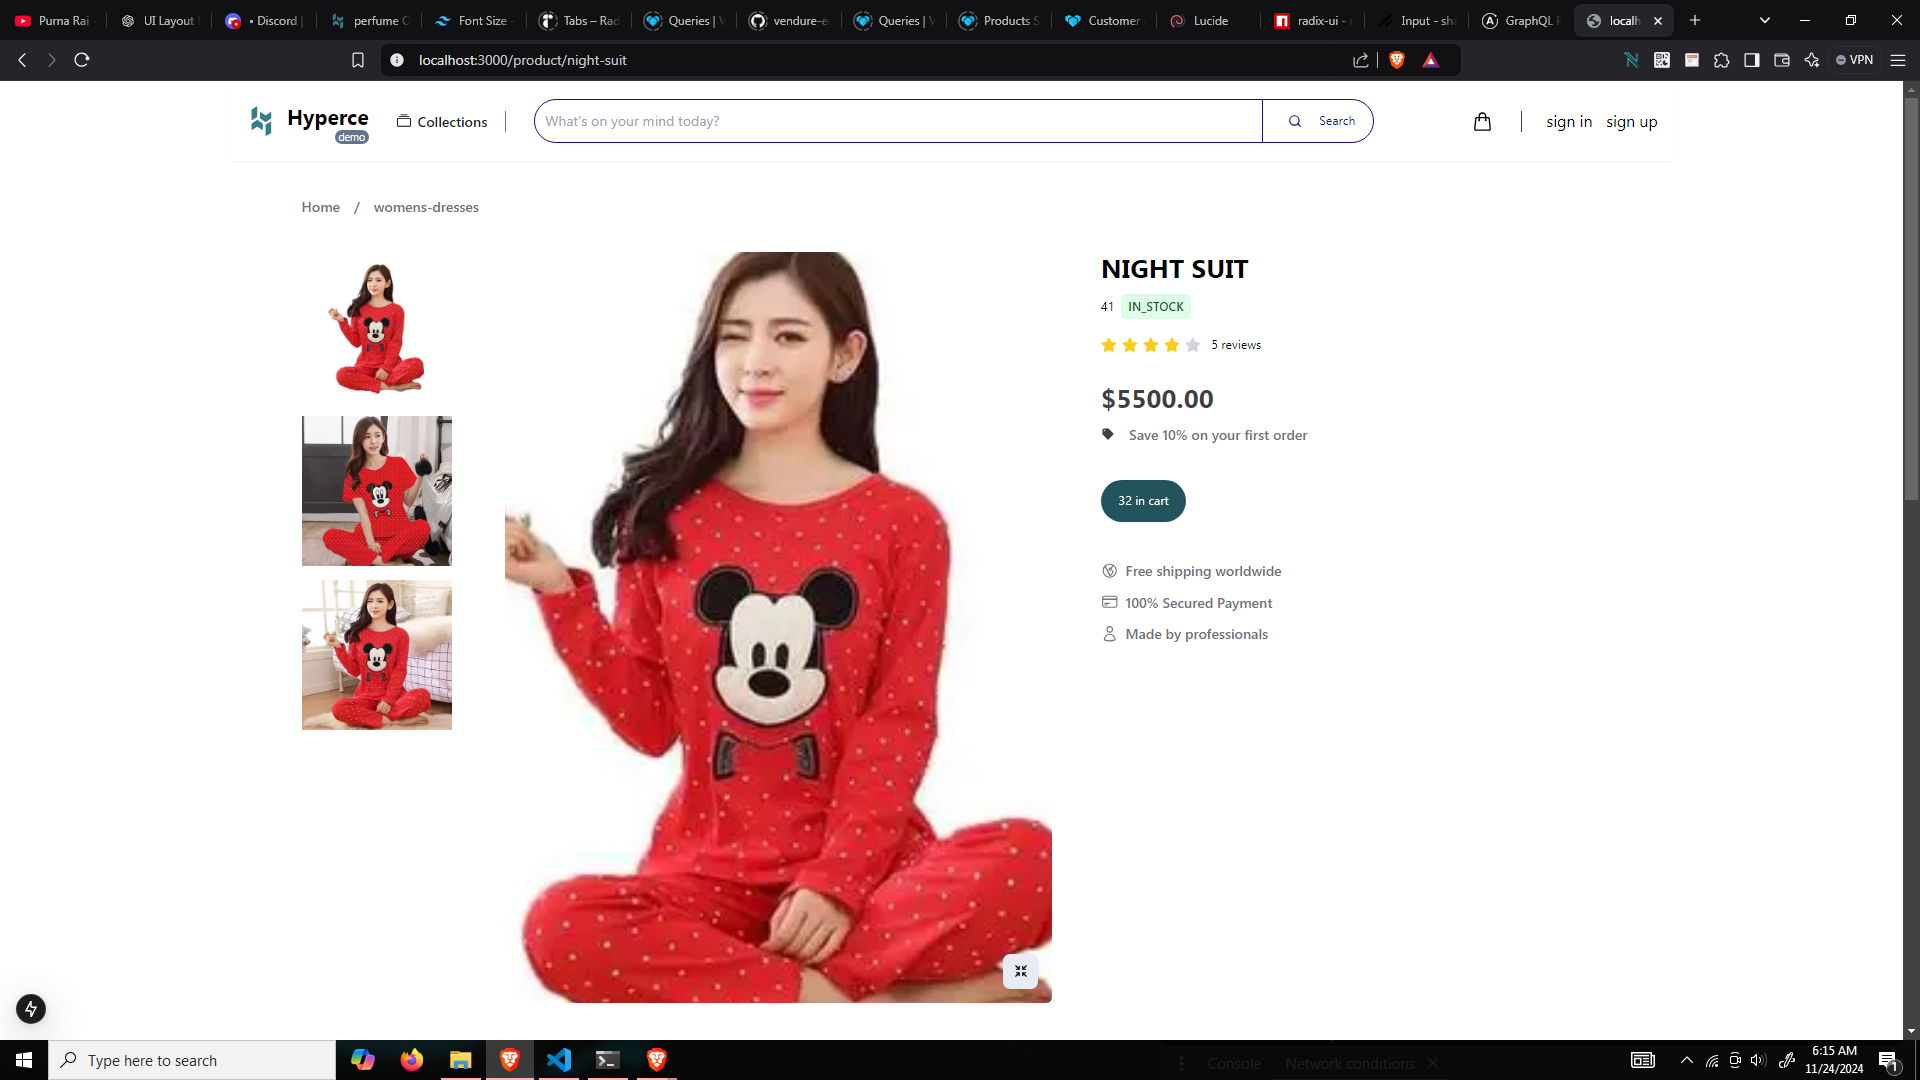 Purna Rai
UI Layout
• Discord |
perfume
Font Size
Tabs – Rad
Queries |
vendure-e
Queries |
Products S
Customer
Lucide
radix-ui -
Input - sh
GraphQL
localh
localhost:3000/product/night-suit
VPN
Hyperce
demo
Collections
What's on your mind today?
Search
sign in
sign up
Home / womens-dresses
NIGHT SUIT
41 IN_STOCK
5 reviews
$5500.00
Save 10% on your first order
32 in cart
Free shipping worldwide
100% Secured Payment
Made by professionals
Type here to search
Console
Network conditions
6:15 AM
11/24/2024
1